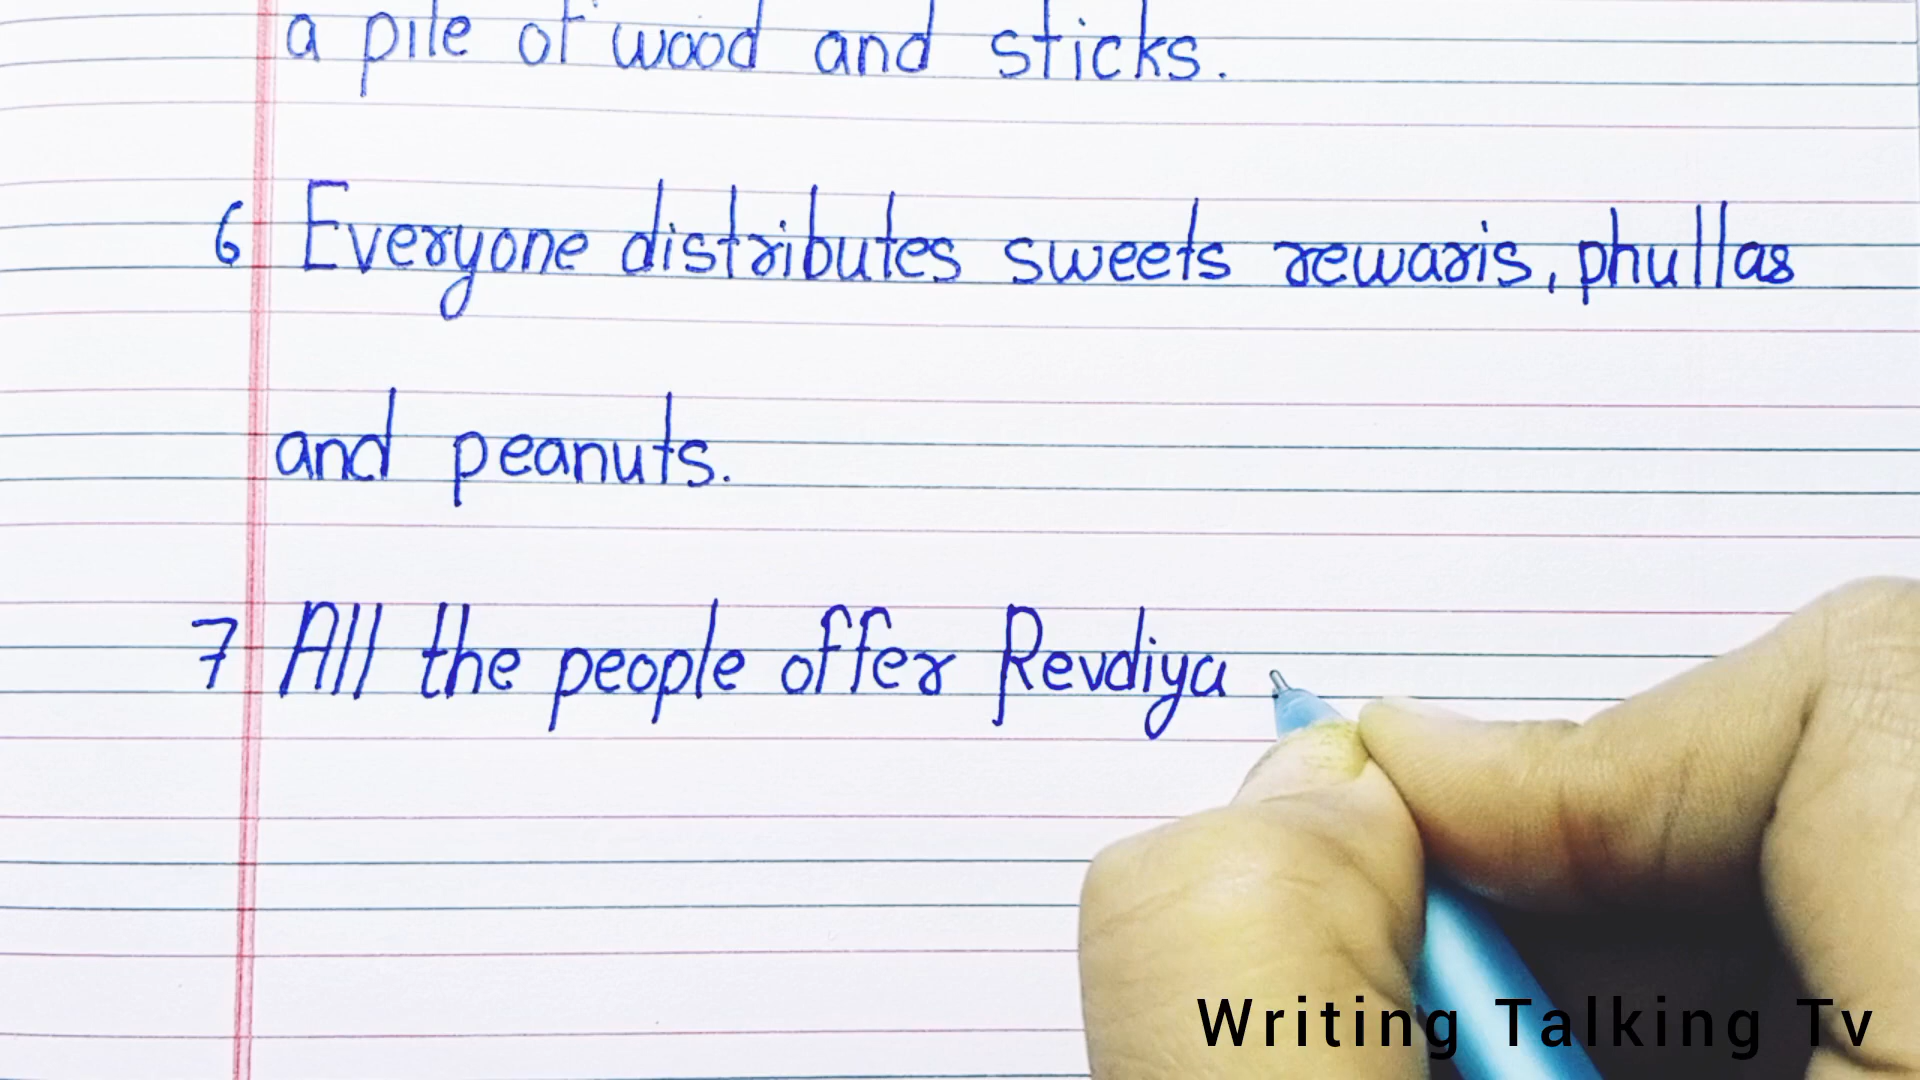 a pile of wood and sticks.
6 Everyone distributes sweets rewaris, phullas
and peanuts.
7 All the people offer Revdiya
Writing Talking Tv